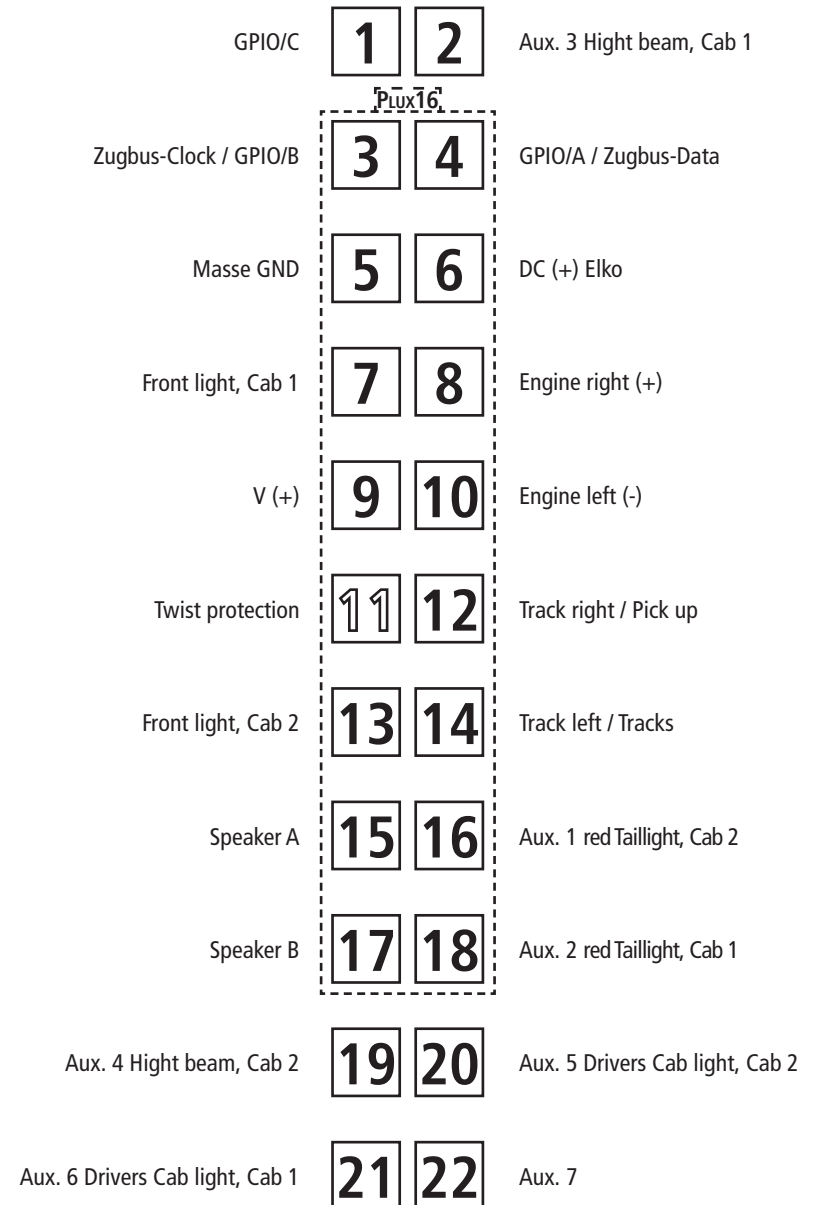 GPIO/C 1 2 Aux. 3 Hight beam, Cab 1
PLUX16
Zugbus-Clock / GPIO/B 3 4 GPIO/A / Zugbus-Data
Masse GND 5 6 DC (+) Elko
Front light, Cab 1 7 8 Engine right (+)
V (+) 9 10 Engine left (-)
Twist protection 11 12 Track right / Pick up
Front light, Cab 2 13 14 Track left / Tracks
Speaker A 15 16 Aux. 1 red Taillight, Cab 2
Speaker B 17 18 Aux. 2 red Taillight, Cab 1
Aux. 4 Hight beam, Cab 2 19 20 Aux. 5 Drivers Cab light, Cab 2
Aux. 6 Drivers Cab light, Cab 1 21 22 Aux. 7